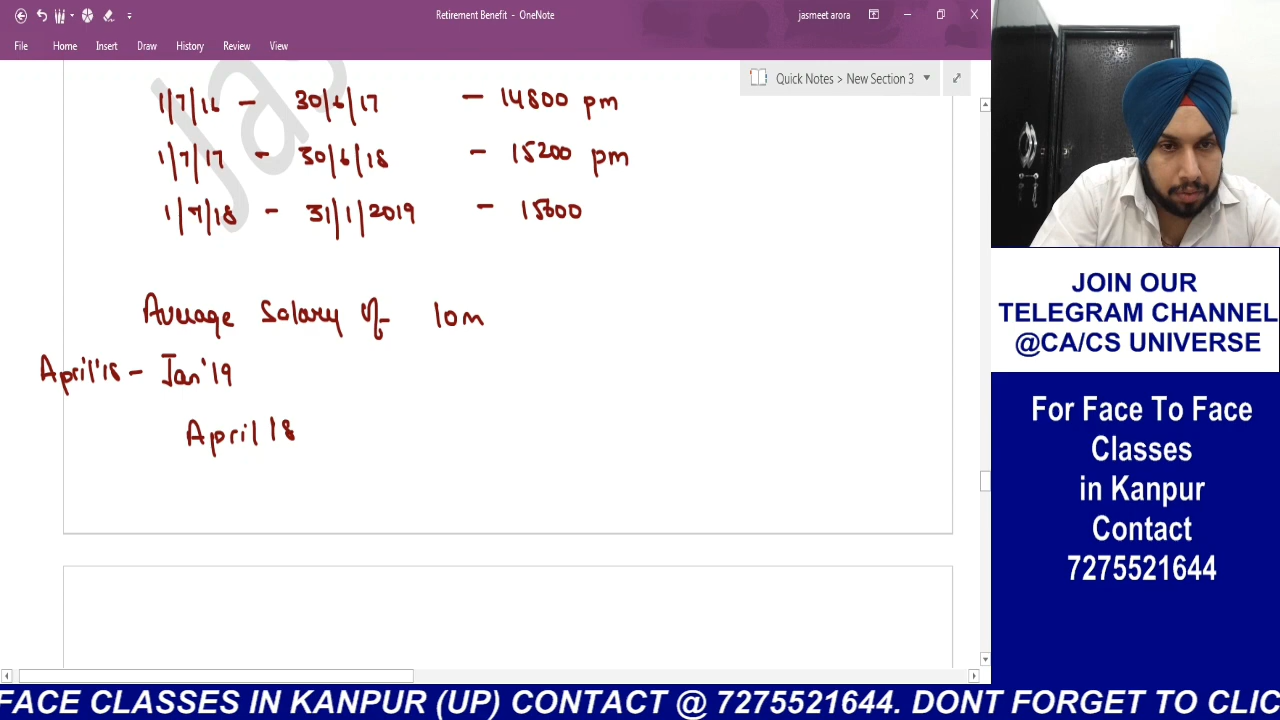 Retirement Benefit - OneNote
jasmeet arora
File Home Insert Draw History Review View
Quick Notes > New Section 3
Jas
1/7/16 - 30/6/17 - 14800 pm
1/7/17 - 30/6/18 - 15200 pm
1/7/18 - 31/1/2019 - 15600
Average Salary of 10m
April'18 - Jan'19
April 18
JOIN OUR
TELEGRAM CHANNEL
@CA/CS UNIVERSE
For Face To Face
Classes
in Kanpur
Contact
7275521644
FACE CLASSES IN KANPUR (UP) CONTACT @ 7275521644. DONT FORGET TO CLIC